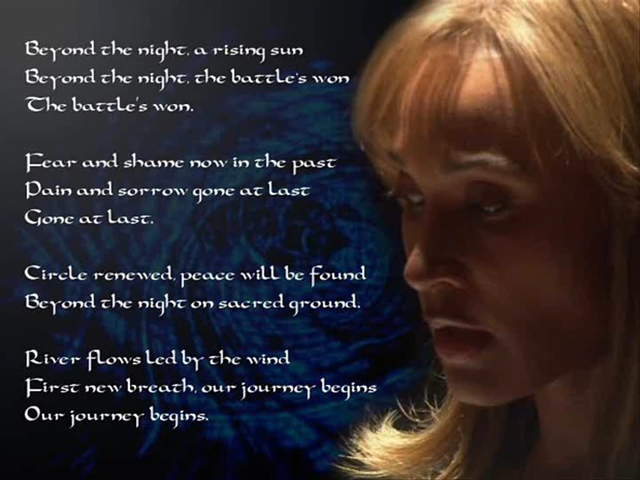 Beyond the night, a rising sun
Beyond the night, the battle's won
The battle's won.
Fear and shame now in the past
Pain and sorrow gone at last
Gone at last.
Circle renewed, peace will be found
Beyond the night on sacred ground.
River flows led by the wind
First new breath, our journey begins
Our journey begins.